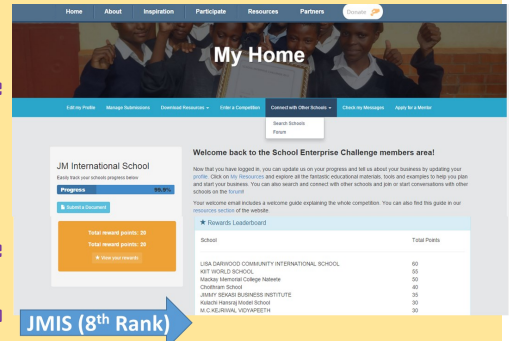 Home About Inspiration Participate Resources Partners Donate
My Home
Edit my Profile Manage Submissions Download Resources Enter a Competition Connect with Other Schools Check my Messages Apply for a Mentor
Search Schools
Forum
JM International School
Easily track your schools progress below
Progress 99.9%
Submit a Document
Total reward points: 20
Total reward points: 20
View your rewards
Welcome back to the School Enterprise Challenge members area!
Now that you have logged in, you can update us on your progress and tell us about your business by updating your
profile. Click on My Resources and explore all the fantastic educational materials, tools and examples to help you plan
and start your business. You can also search and connect with other schools and join or start conversations with other
schools on the forum!
Your welcome email includes a welcome guide explaining the whole competition. You can also find this guide in our
resources section of the website.
Rewards Leaderboard
School Total Points
LISA DARWOOD COMMUNITY INTERNATIONAL SCHOOL 60
KIIT WORLD SCHOOL 55
Mackay Memorial College Nateete 50
Choithram School 40
JIMMY SEKASI BUSINESS INSTITUTE 35
Kulachi Hansraj Model School 30
M.C.KEJRIWAL VIDYAPEETH 30
JMIS (8th Rank)